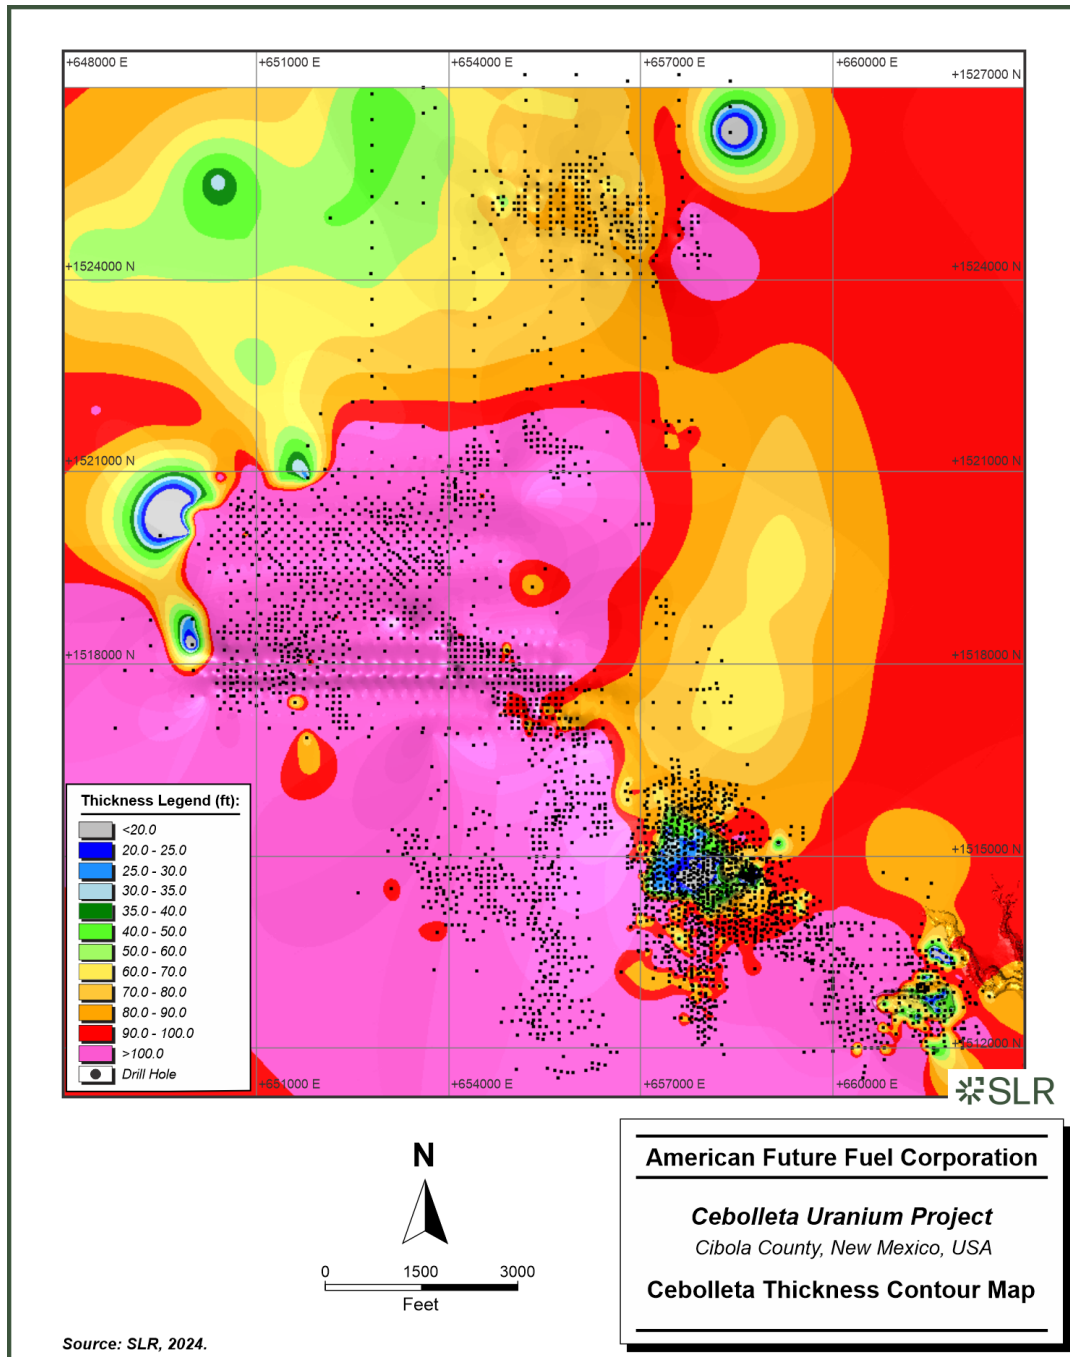 +648000 E
+651000 E
+654000 E
+657000 E
+660000 E
+1527000 N
+1524000 N
+1524000 N
+1521000 N
+1521000 N
+1518000 N
+1518000 N
Thickness Legend (ft):
<20.0
20.0 - 25.0
25.0 - 30.0
30.0 - 35.0
35.0 - 40.0
40.0 - 50.0
50.0 - 60.0
60.0 - 70.0
70.0 - 80.0
80.0 - 90.0
90.0 - 100.0
>100.0
Drill Hole
+1515000 N
+1512000 N
+651000 E
+654000 E
+657000 E
+660000 E
SLR
N
0 1500 3000
Feet
American Future Fuel Corporation
Cebolleta Uranium Project
Cibola County, New Mexico, USA
Cebolleta Thickness Contour Map
Source: SLR, 2024.